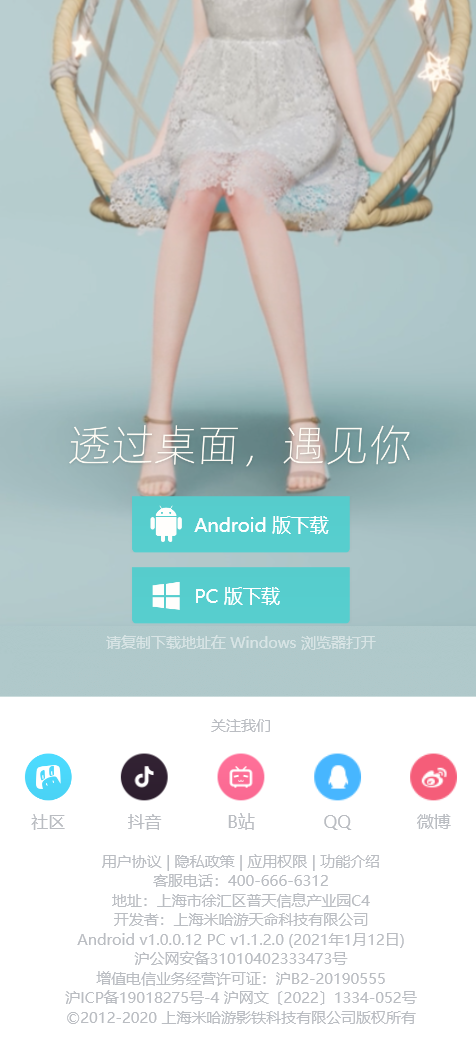 透过桌面，遇见你
Android 版下载
PC 版下载
请复制下载地址在 Windows 浏览器打开
关注我们
社区 抖音 B站 QQ 微博
用户协议 | 隐私政策 | 应用权限 | 功能介绍
客服电话：400-666-6312
地址：上海市徐汇区普天信息产业园C4
开发者：上海米哈游天命科技有限公司
Android v1.0.0.12 PC v1.1.2.0 (2021年1月12日)
沪公网安备31010402333473号
增值电信业务经营许可证：沪B2-20190555
沪ICP备19018275号-4 沪网文〔2022〕1334-052号
©2012-2020 上海米哈游影铁科技有限公司版权所有